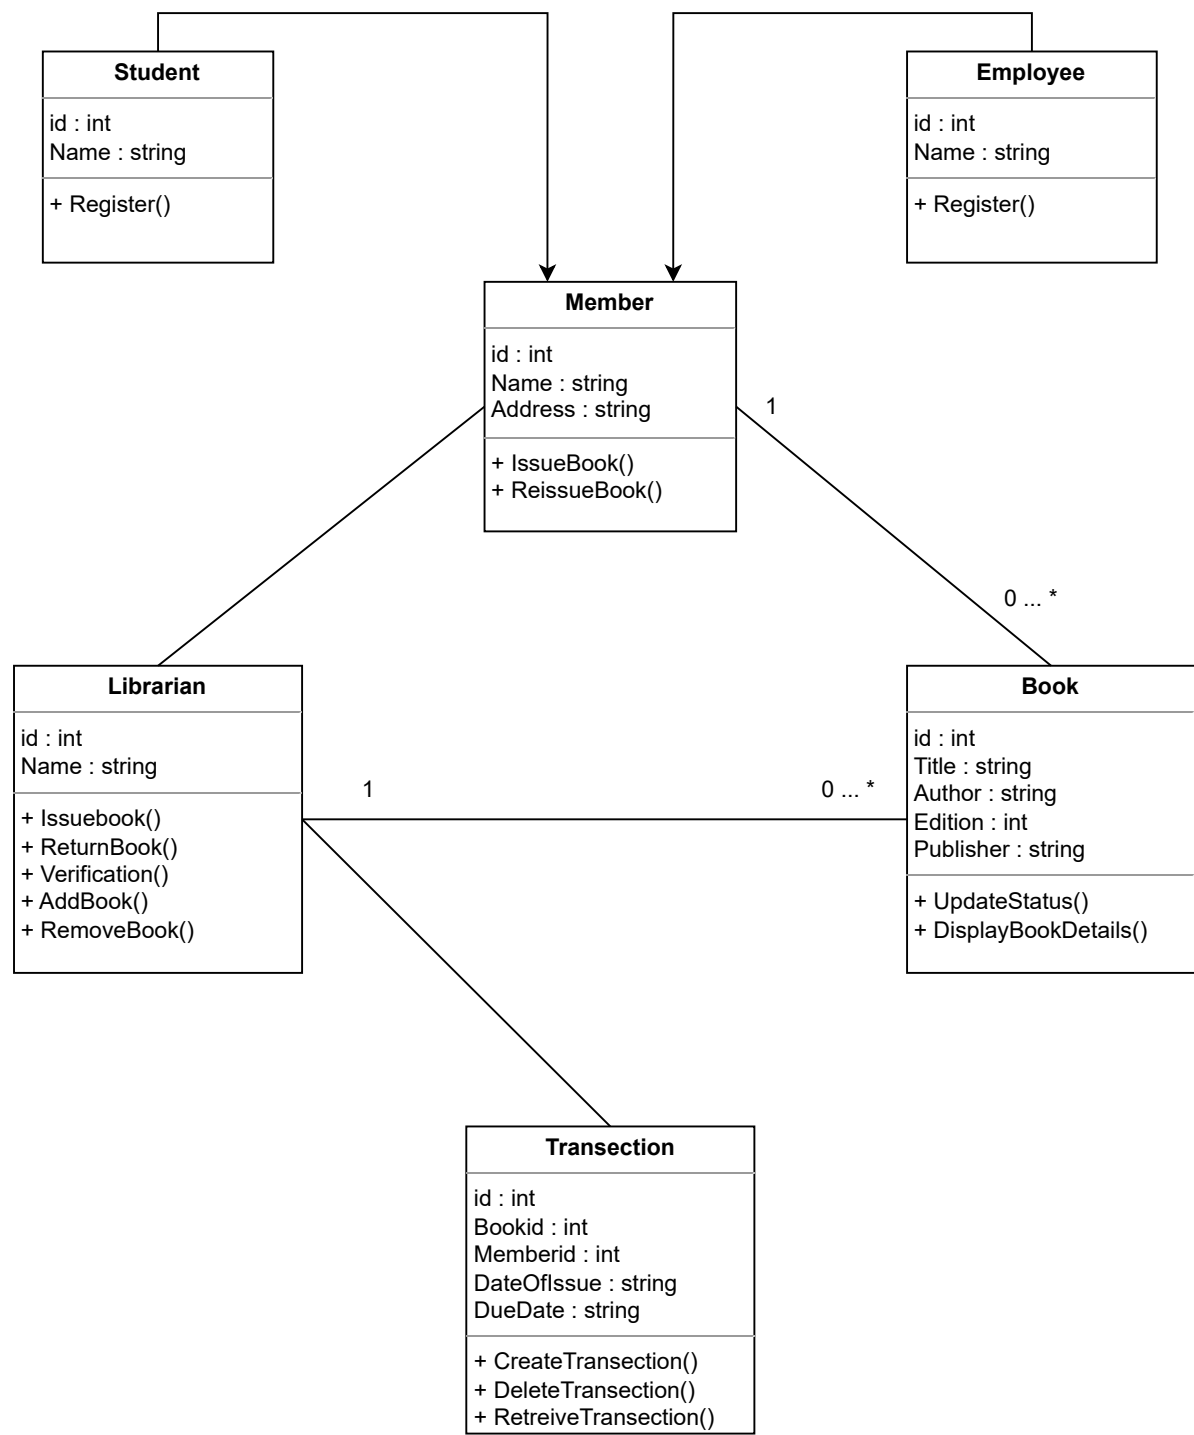 Student
id : int
Name : string
+ Register()
Employee
id : int
Name : string
+ Register()
Member
id : int
Name : string
Address : string
+ IssueBook()
+ ReissueBook()
1
0 ... *
Librarian
id : int
Name : string
+ Issuebook()
+ ReturnBook()
+ Verification()
+ AddBook()
+ RemoveBook()
1
0 ... *
Book
id : int
Title : string
Author : string
Edition : int
Publisher : string
+ UpdateStatus()
+ DisplayBookDetails()
Transection
id : int
Bookid : int
Memberid : int
DateOfIssue : string
DueDate : string
+ CreateTransection()
+ DeleteTransection()
+ RetreiveTransection()